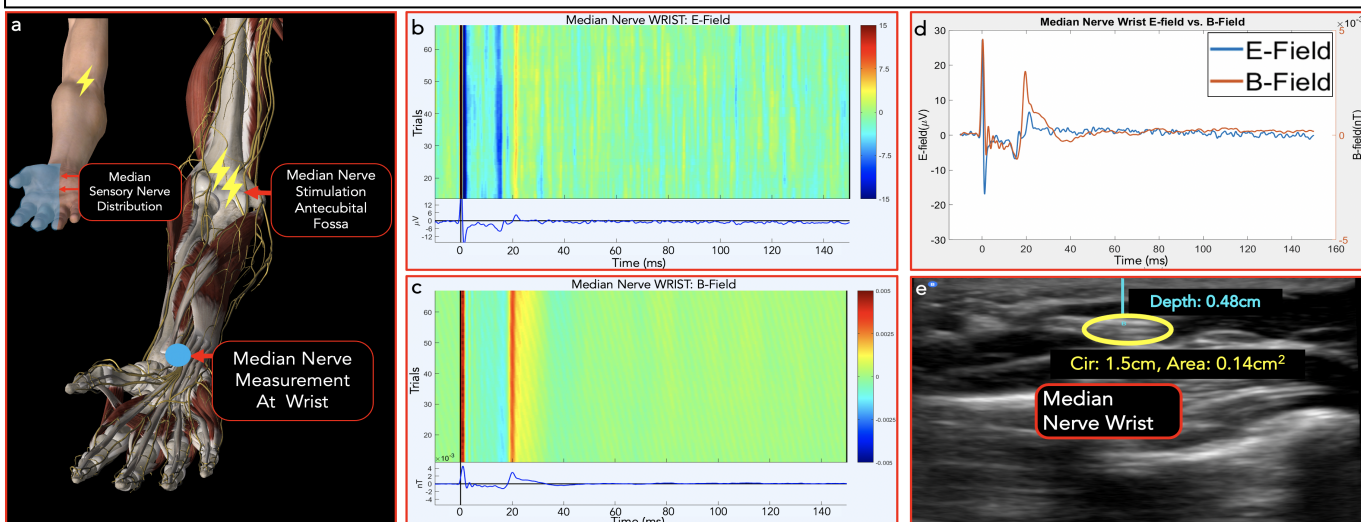 a
Median
Sensory Nerve
Distribution
Median Nerve
Stimulation
Antecubital
Fossa
Median Nerve
Measurement
At Wrist
b
Median Nerve WRIST: E-Field
Trials
60
50
40
30
20
15
7.5
0
-7.5
-15
μV
12
6
0
-6
-12
0 20 40 60 80 100 120 140
Time (ms)
c
Median Nerve WRIST: B-Field
Trials
60
50
40
30
20
0.005
0.0025
0
-0.0025
-0.005
×10⁻³
nT
4
2
0
-2
-4
0 20 40 60 80 100 120 140
Time (ms)
d
Median Nerve Wrist E-field vs. B-Field
E-Field
B-Field
E-field(μV)
30
20
10
0
-10
-20
-30
5
0
-5
B-field(nT)
0 20 40 60 80 100 120 140 160
Time (ms)
e
Depth: 0.48cm
Cir: 1.5cm, Area: 0.14cm²
Median
Nerve Wrist